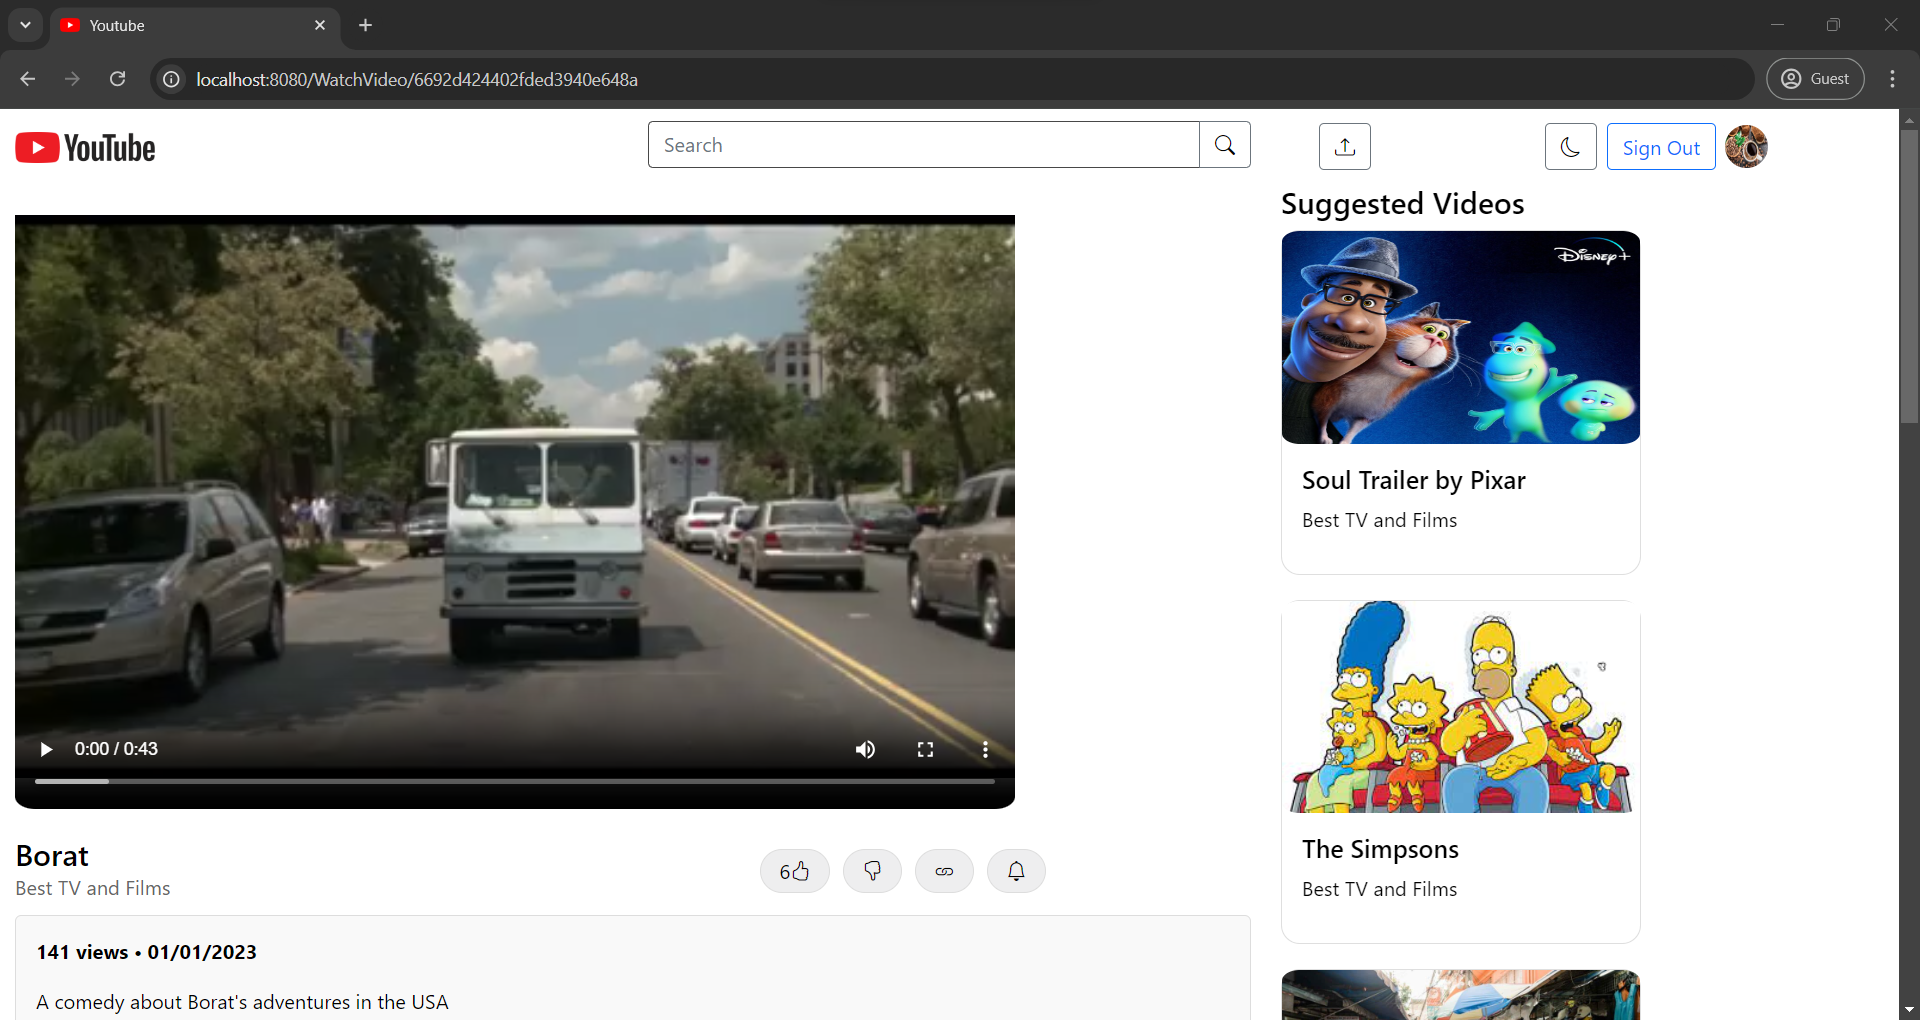 Youtube
localhost:8080/WatchVideo/6692d424402fded3940e648a
Guest
YouTube
Search
Sign Out
Suggested Videos
Disney+
Soul Trailer by Pixar
Best TV and Films
The Simpsons
Best TV and Films
0:00 / 0:43
Borat
Best TV and Films
6
141 views • 01/01/2023
A comedy about Borat's adventures in the USA